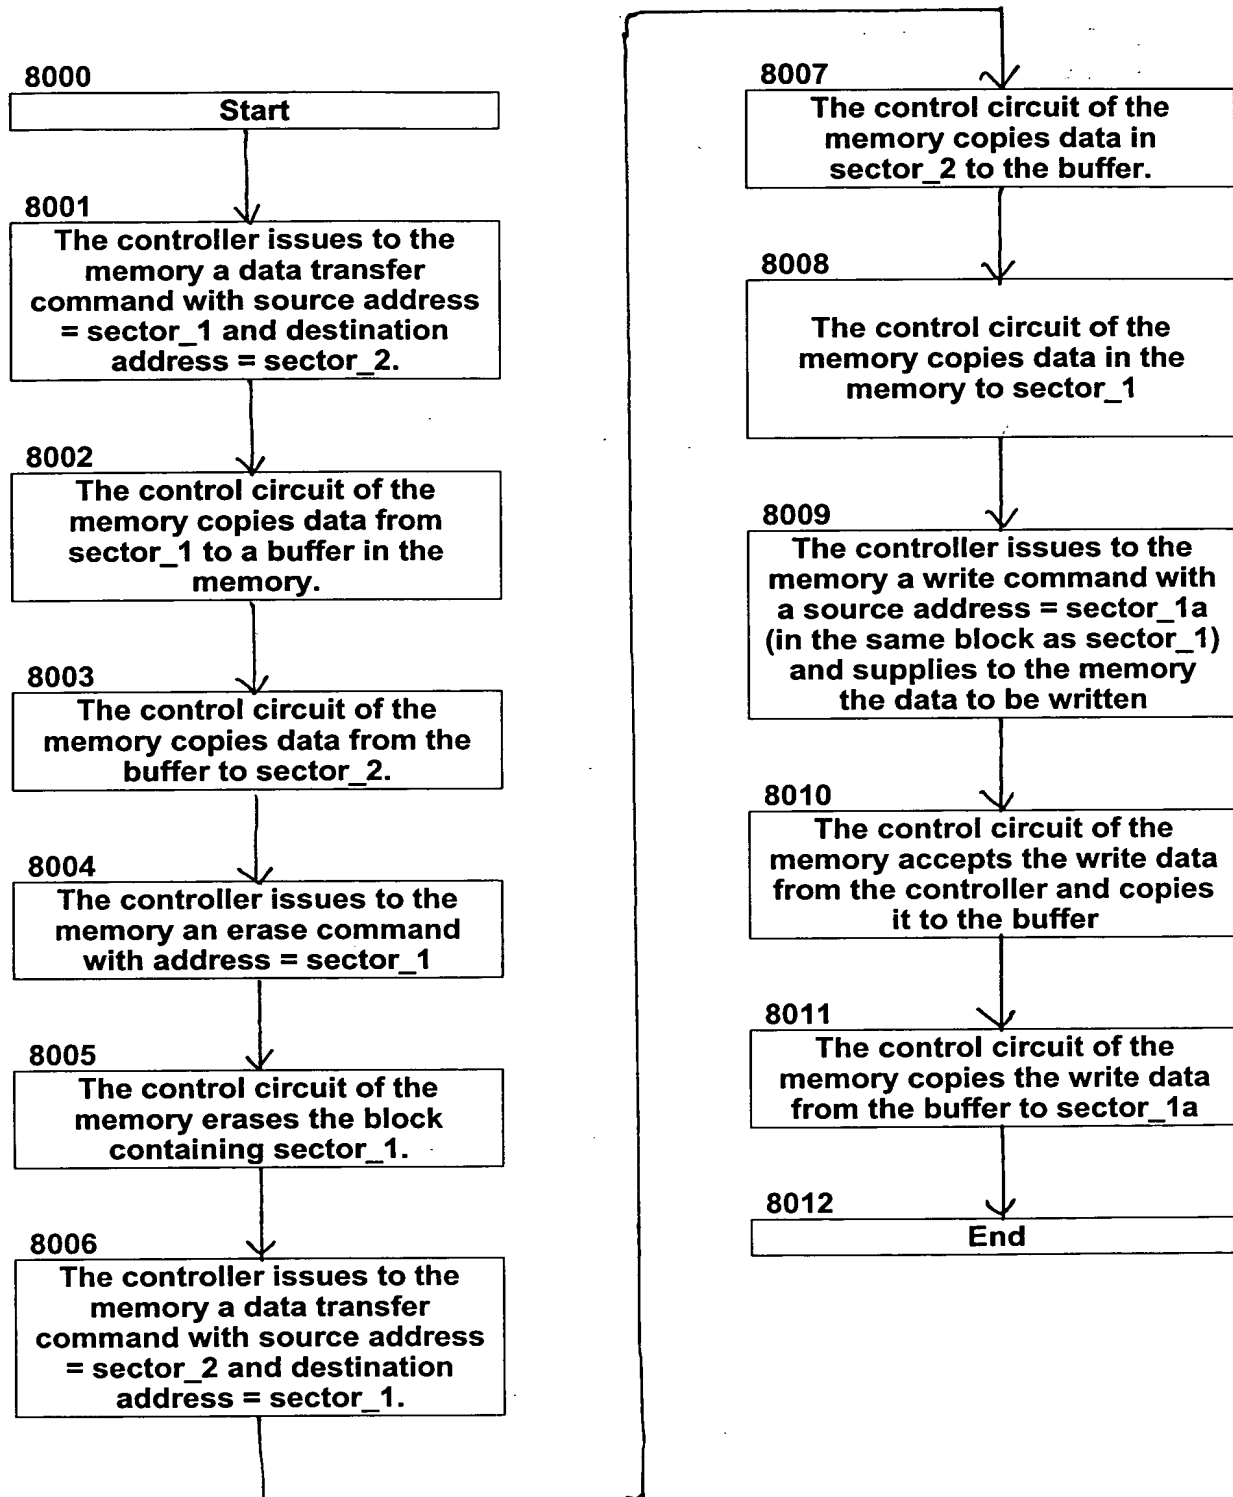 8000
Start
8001
The controller issues to the
memory a data transfer
command with source address
= sector_1 and destination
address = sector_2.
8002
The control circuit of the
memory copies data from
sector_1 to a buffer in the
memory.
8003
The control circuit of the
memory copies data from the
buffer to sector_2.
8004
The controller issues to the
memory an erase command
with address = sector_1
8005
The control circuit of the
memory erases the block
containing sector_1.
8006
The controller issues to the
memory a data transfer
command with source address
= sector_2 and destination
address = sector_1.
8007
The control circuit of the
memory copies data in
sector_2 to the buffer.
8008
The control circuit of the
memory copies data in the
memory to sector_1
8009
The controller issues to the
memory a write command with
a source address = sector_1a
(in the same block as sector_1)
and supplies to the memory
the data to be written
8010
The control circuit of the
memory accepts the write data
from the controller and copies
it to the buffer
8011
The control circuit of the
memory copies the write data
from the buffer to sector_1a
8012
End